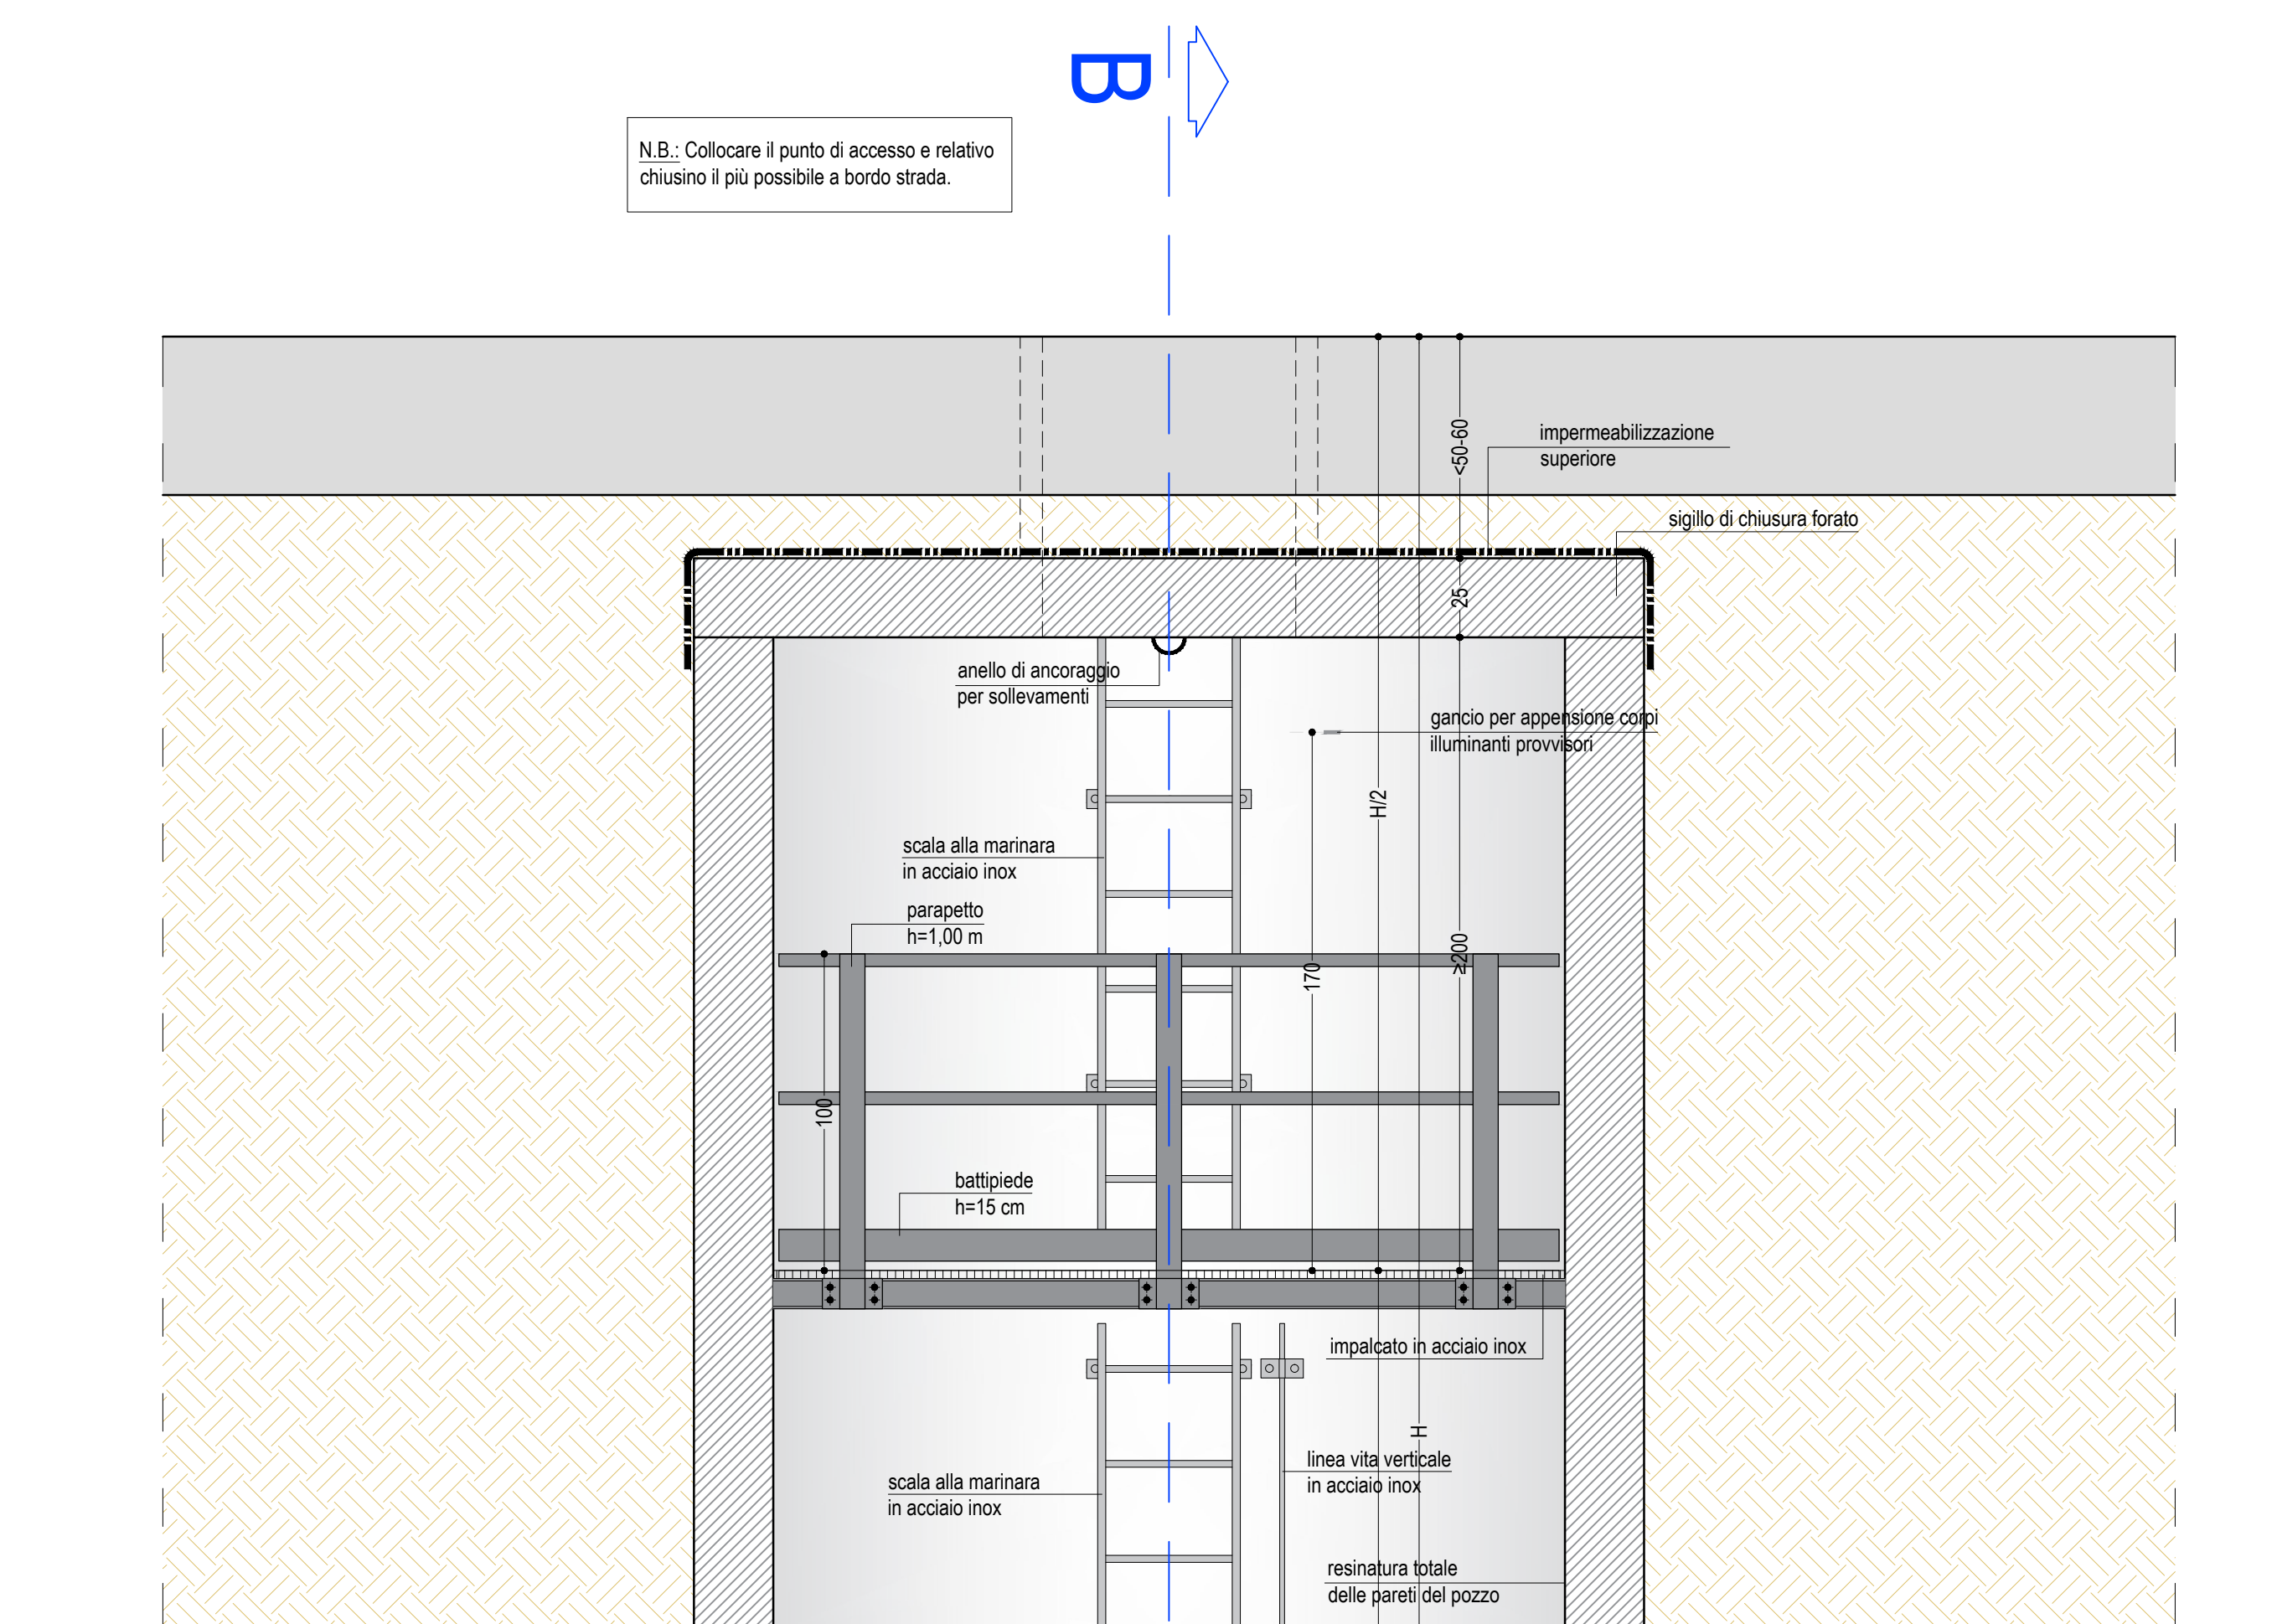 B
N.B.: Collocare il punto di accesso e relativo
chiusino il più possibile a bordo strada.
<50-60
impermeabilizzazione
superiore
sigillo di chiusura forato
25
anello di ancoraggio
per sollevamenti
gancio per appensione corpi
illuminanti provvisori
H/2
scala alla marinara
in acciaio inox
parapetto
h=1,00 m
≥200
170
100
battipiede
h=15 cm
impalcato in acciaio inox
H
linea vita verticale
in acciaio inox
scala alla marinara
in acciaio inox
resinatura totale
delle pareti del pozzo